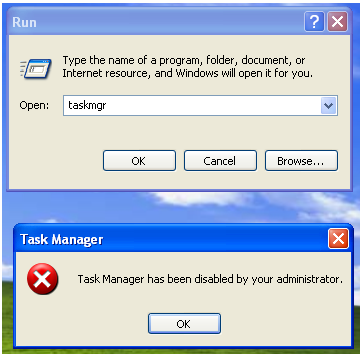 Run
Type the name of a program, folder, document, or
Internet resource, and Windows will open it for you.
Open: taskmgr
OK Cancel Browse...
Task Manager
Task Manager has been disabled by your administrator.
OK